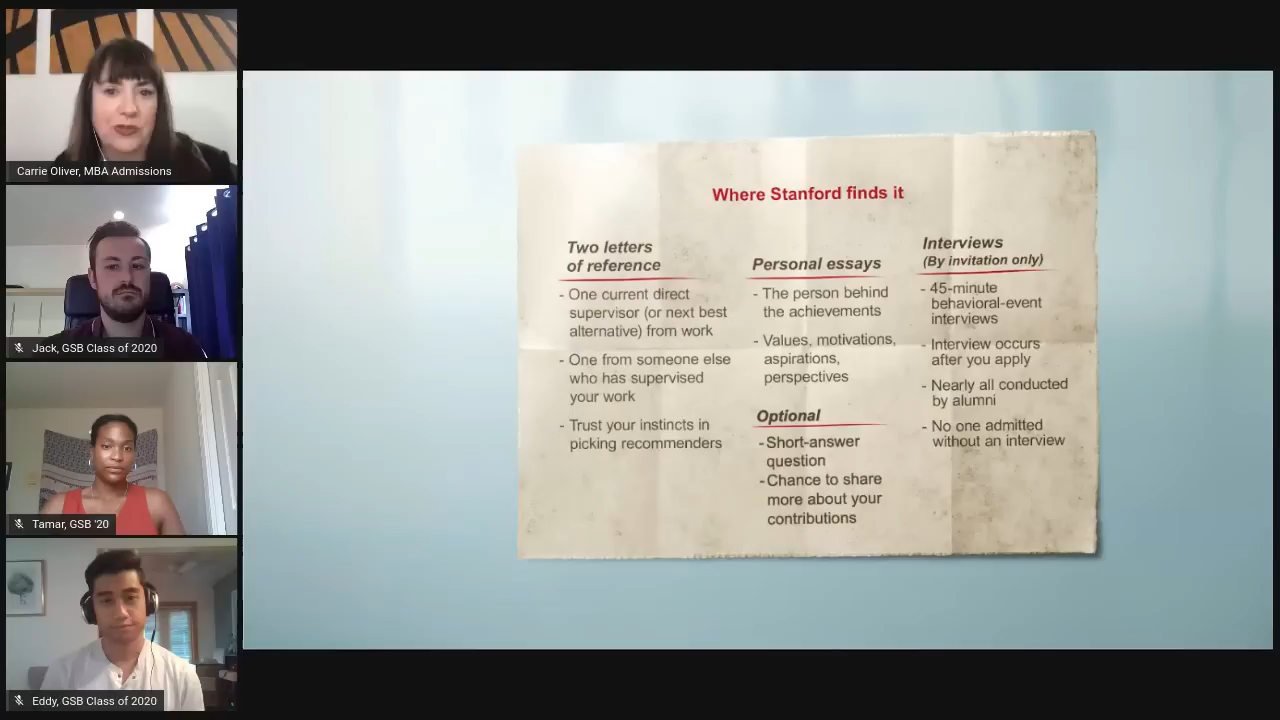 Carrie Oliver, MBA Admissions
Jack, GSB Class of 2020
Tamar, GSB '20
Eddy, GSB Class of 2020
Where Stanford finds it
Two letters
of reference
- One current direct
supervisor (or next best
alternative) from work
- One from someone else
who has supervised
your work
- Trust your instincts in
picking recommenders
Personal essays
- The person behind
the achievements
- Values, motivations,
aspirations,
perspectives
Optional
-Short-answer
question
-Chance to share
more about your
contributions
Interviews
(By invitation only)
- 45-minute
behavioral-event
interviews
- Interview occurs
after you apply
- Nearly all conducted
by alumni
- No one admitted
without an interview